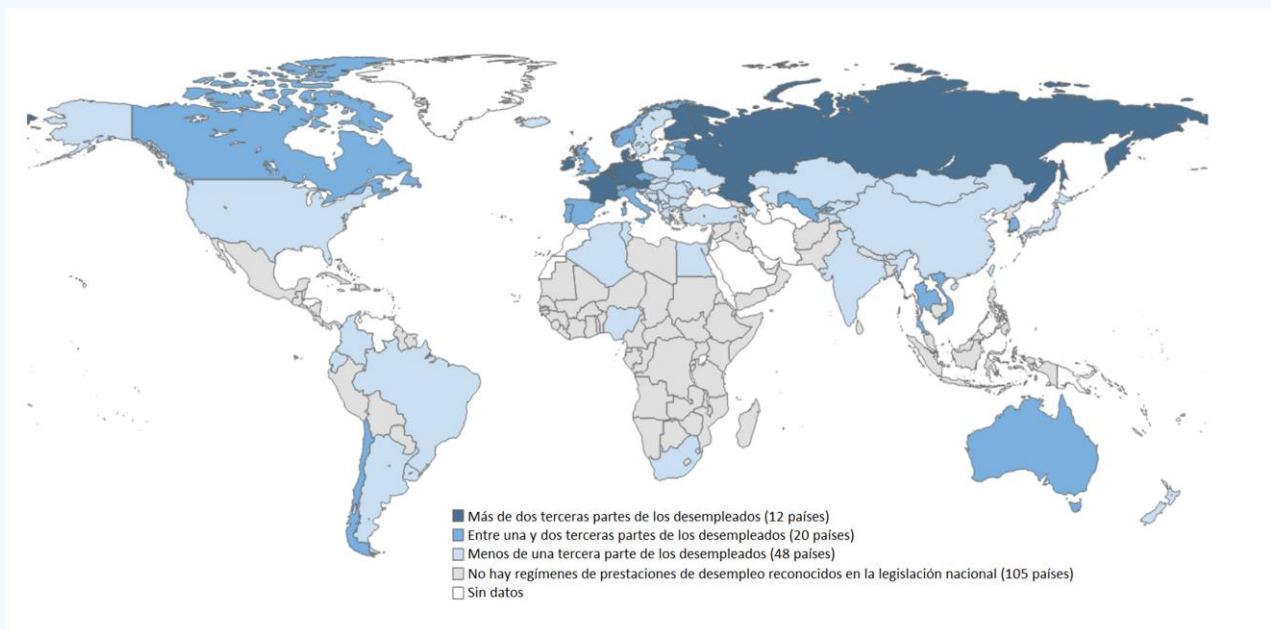 Más de dos terceras partes de los desempleados (12 países)
Entre una y dos terceras partes de los desempleados (20 países)
Menos de una tercera parte de los desempleados (48 países)
No hay regímenes de prestaciones de desempleo reconocidos en la legislación nacional (105 países)
Sin datos